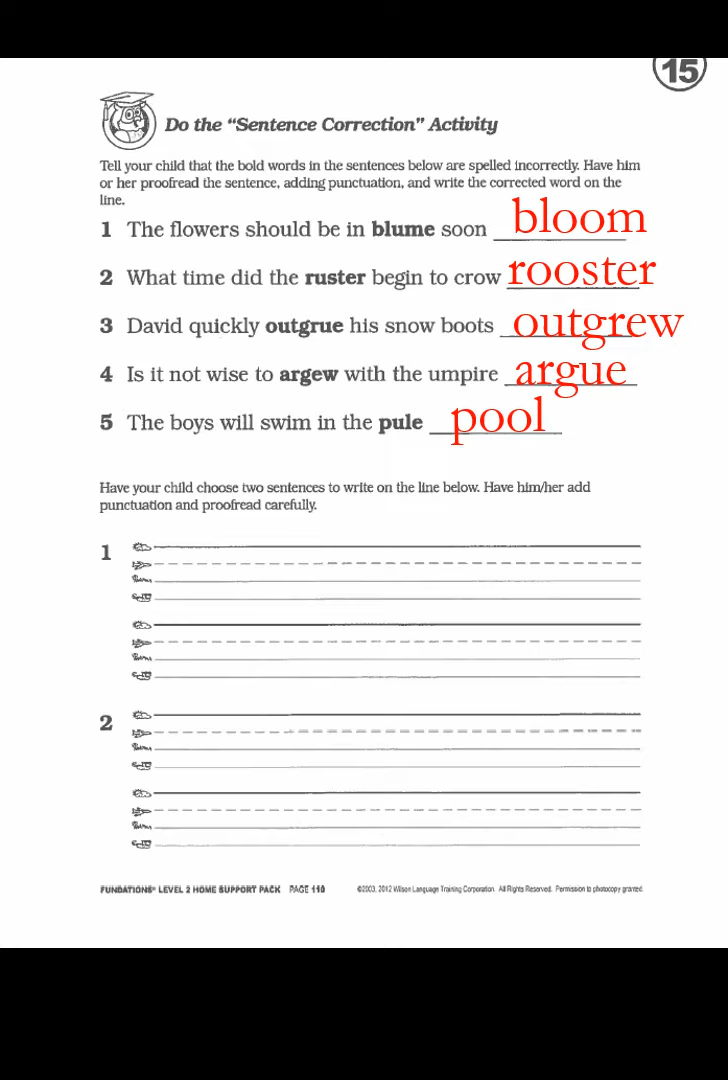 15
Do the “Sentence Correction” Activity
Tell your child that the bold words in the sentences below are spelled incorrectly. Have him
or her proofread the sentence, adding punctuation, and write the corrected word on the
line.
1 The flowers should be in blume soon bloom
2 What time did the ruster begin to crow rooster
3 David quickly outgrue his snow boots outgrew
4 Is it not wise to argew with the umpire argue
5 The boys will swim in the pule pool
Have your child choose two sentences to write on the line below. Have him/her add
punctuation and proofread carefully.
1
2
FUNDATIONS® LEVEL 2 HOME SUPPORT PACK PAGE 110 ©2003, 2012 Wilson Language Training Corporation. All Rights Reserved. Permission to photocopy granted.